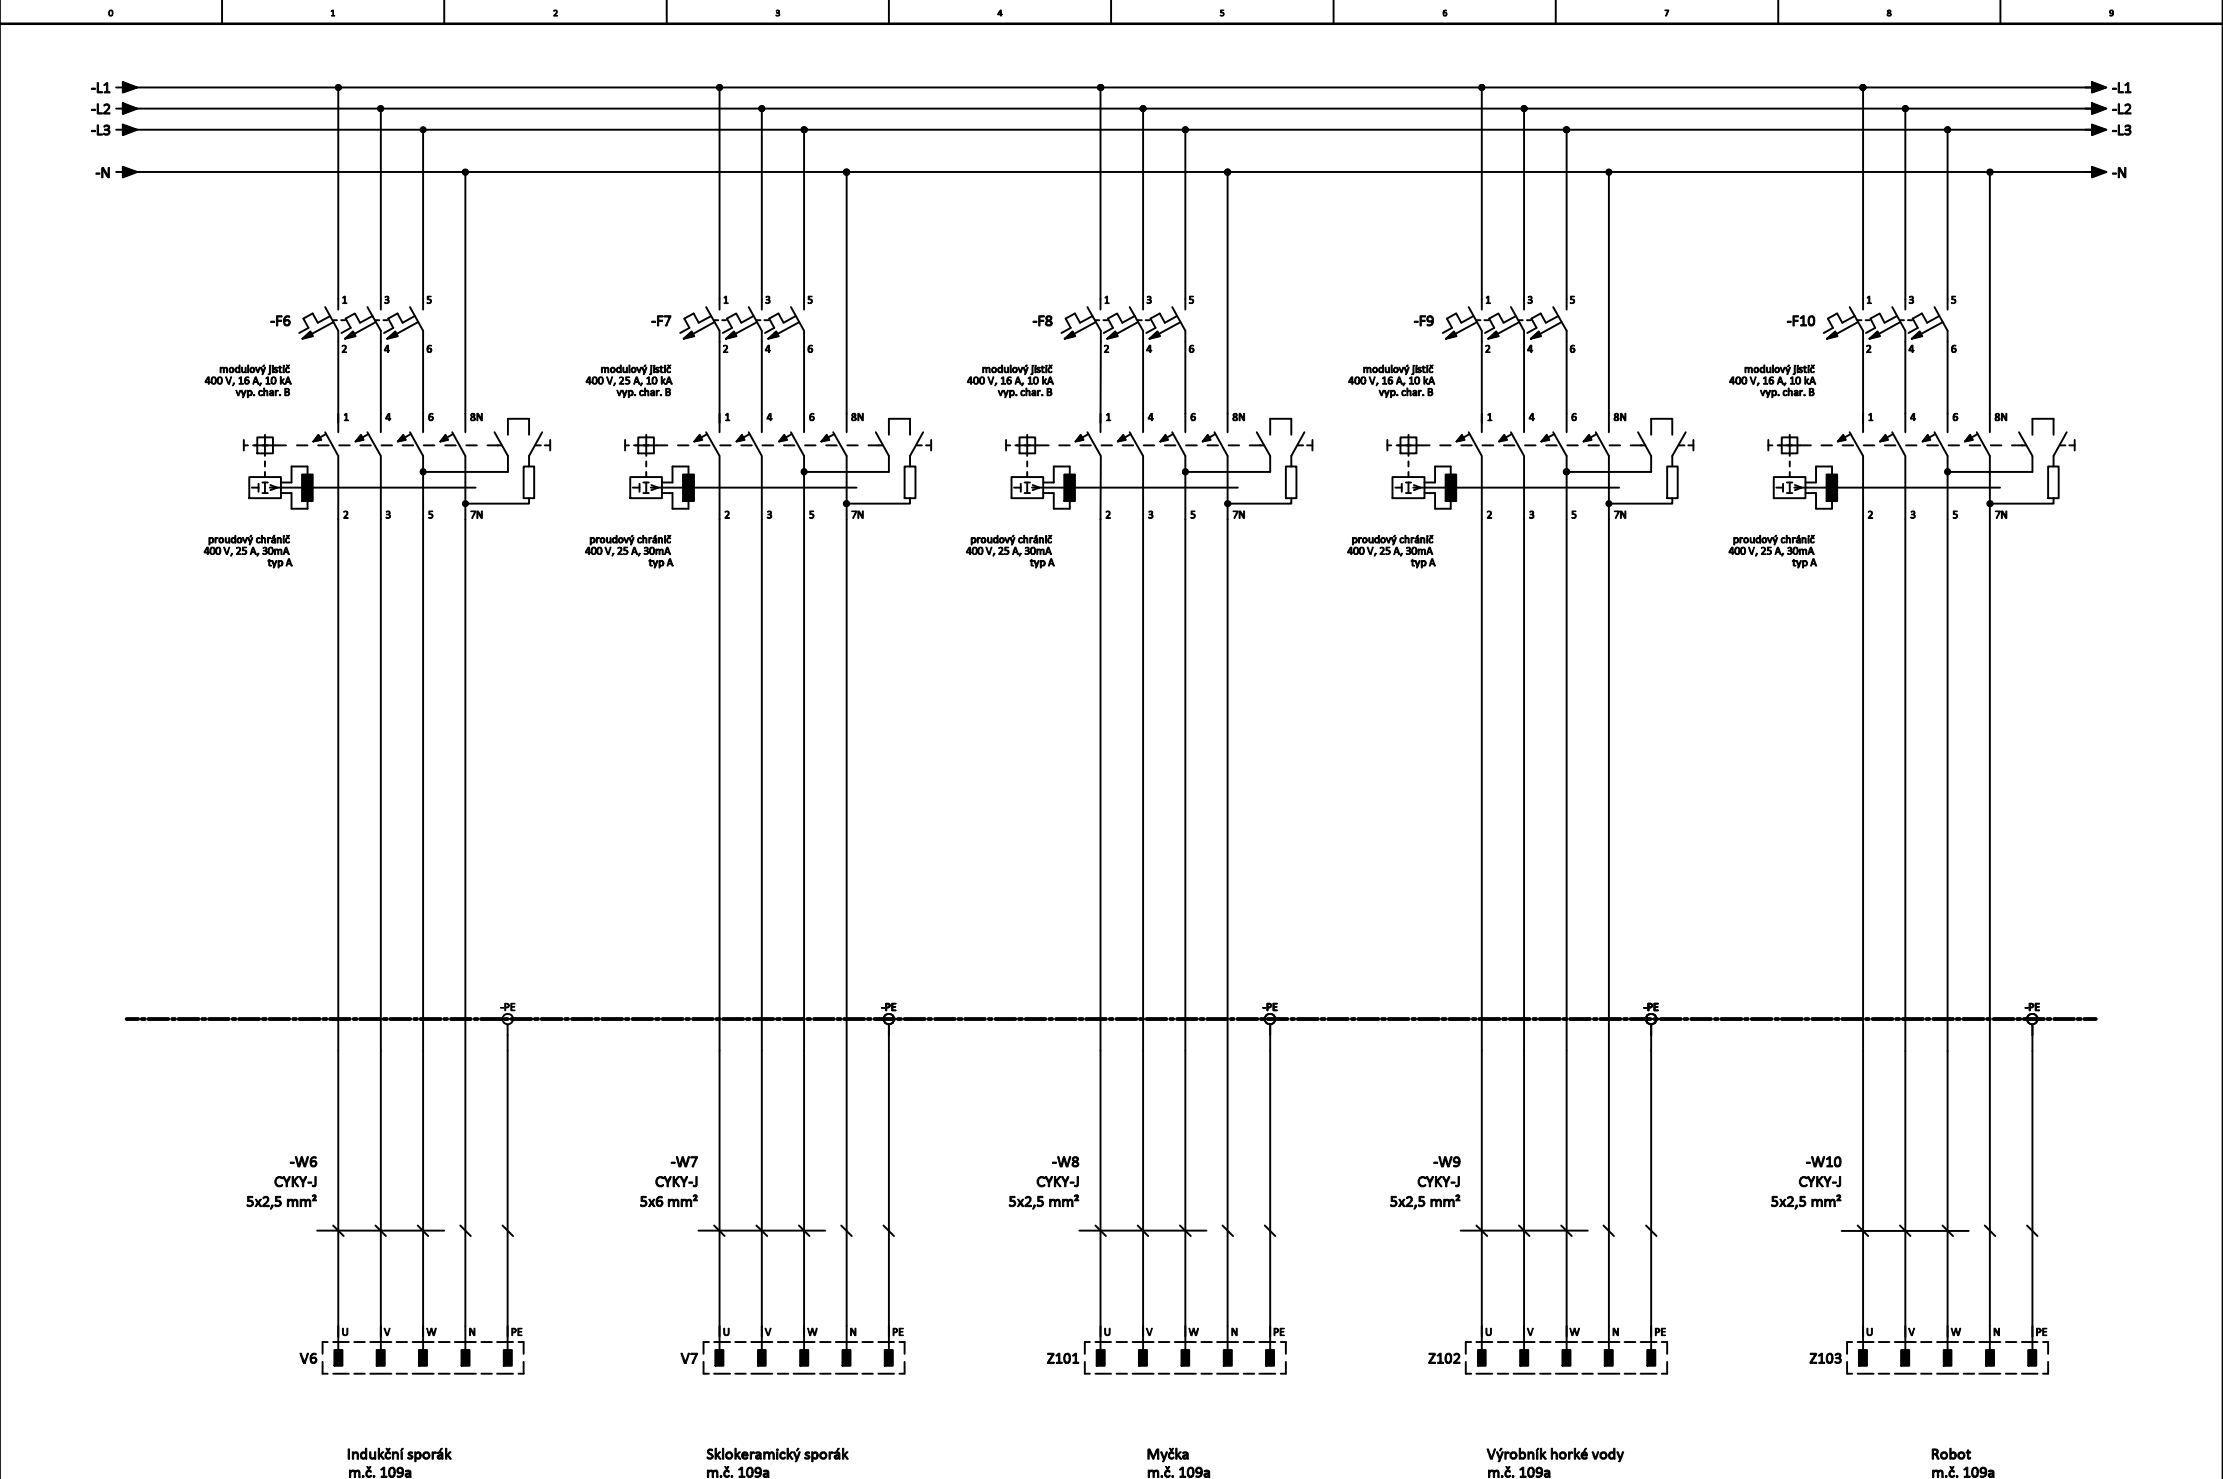 0 1 2 3 4 5 6 7 8 9
-L1 -L1
-L2 -L2
-L3 -L3
-N -N
1 3 5 1 3 5 1 3 5 1 3 5 1 3 5
-F6 -F7 -F8 -F9 -F10
2 4 6 2 4 6 2 4 6 2 4 6 2 4 6
modulový jistič modulový jistič modulový jistič modulový jistič modulový jistič
400 V, 16 A, 10 kA 400 V, 25 A, 10 kA 400 V, 16 A, 10 kA 400 V, 16 A, 10 kA 400 V, 16 A, 10 kA
vyp. char. B vyp. char. B vyp. char. B vyp. char. B vyp. char. B
1 4 6 8N 1 4 6 8N 1 4 6 8N 1 4 6 8N 1 4 6 8N
I I I I I
2 3 5 7N 2 3 5 7N 2 3 5 7N 2 3 5 7N 2 3 5 7N
proudový chránič proudový chránič proudový chránič proudový chránič proudový chránič
400 V, 25 A, 30mA 400 V, 25 A, 30mA 400 V, 25 A, 30mA 400 V, 25 A, 30mA 400 V, 25 A, 30mA
typ A typ A typ A typ A typ A
-PE -PE -PE -PE -PE
-W6 -W7 -W8 -W9 -W10
CYKY-J CYKY-J CYKY-J CYKY-J CYKY-J
5x2,5 mm² 5x6 mm² 5x2,5 mm² 5x2,5 mm² 5x2,5 mm²
U V W N PE U V W N PE U V W N PE U V W N PE U V W N PE
V6 V7 Z101 Z102 Z103
Indukční sporák Sklokeramický sporák Myčka Výrobník horké vody Robot
m.č. 109a m.č. 109a m.č. 109a m.č. 109a m.č. 109a